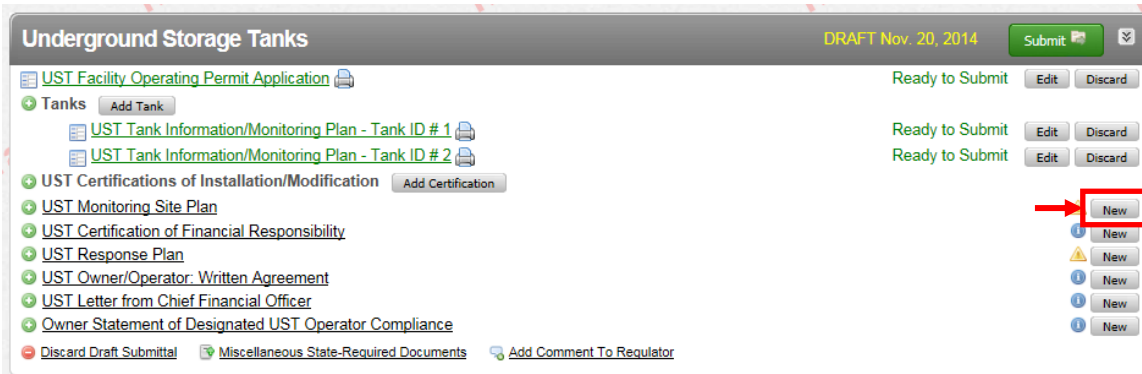 Underground Storage Tanks DRAFT Nov. 20, 2014 Submit
UST Facility Operating Permit Application Ready to Submit Edit Discard
Tanks Add Tank
UST Tank Information/Monitoring Plan - Tank ID # 1 Ready to Submit Edit Discard
UST Tank Information/Monitoring Plan - Tank ID # 2 Ready to Submit Edit Discard
UST Certifications of Installation/Modification Add Certification
UST Monitoring Site Plan New
UST Certification of Financial Responsibility New
UST Response Plan New
UST Owner/Operator: Written Agreement New
UST Letter from Chief Financial Officer New
Owner Statement of Designated UST Operator Compliance New
Discard Draft Submittal Miscellaneous State-Required Documents Add Comment To Regulator